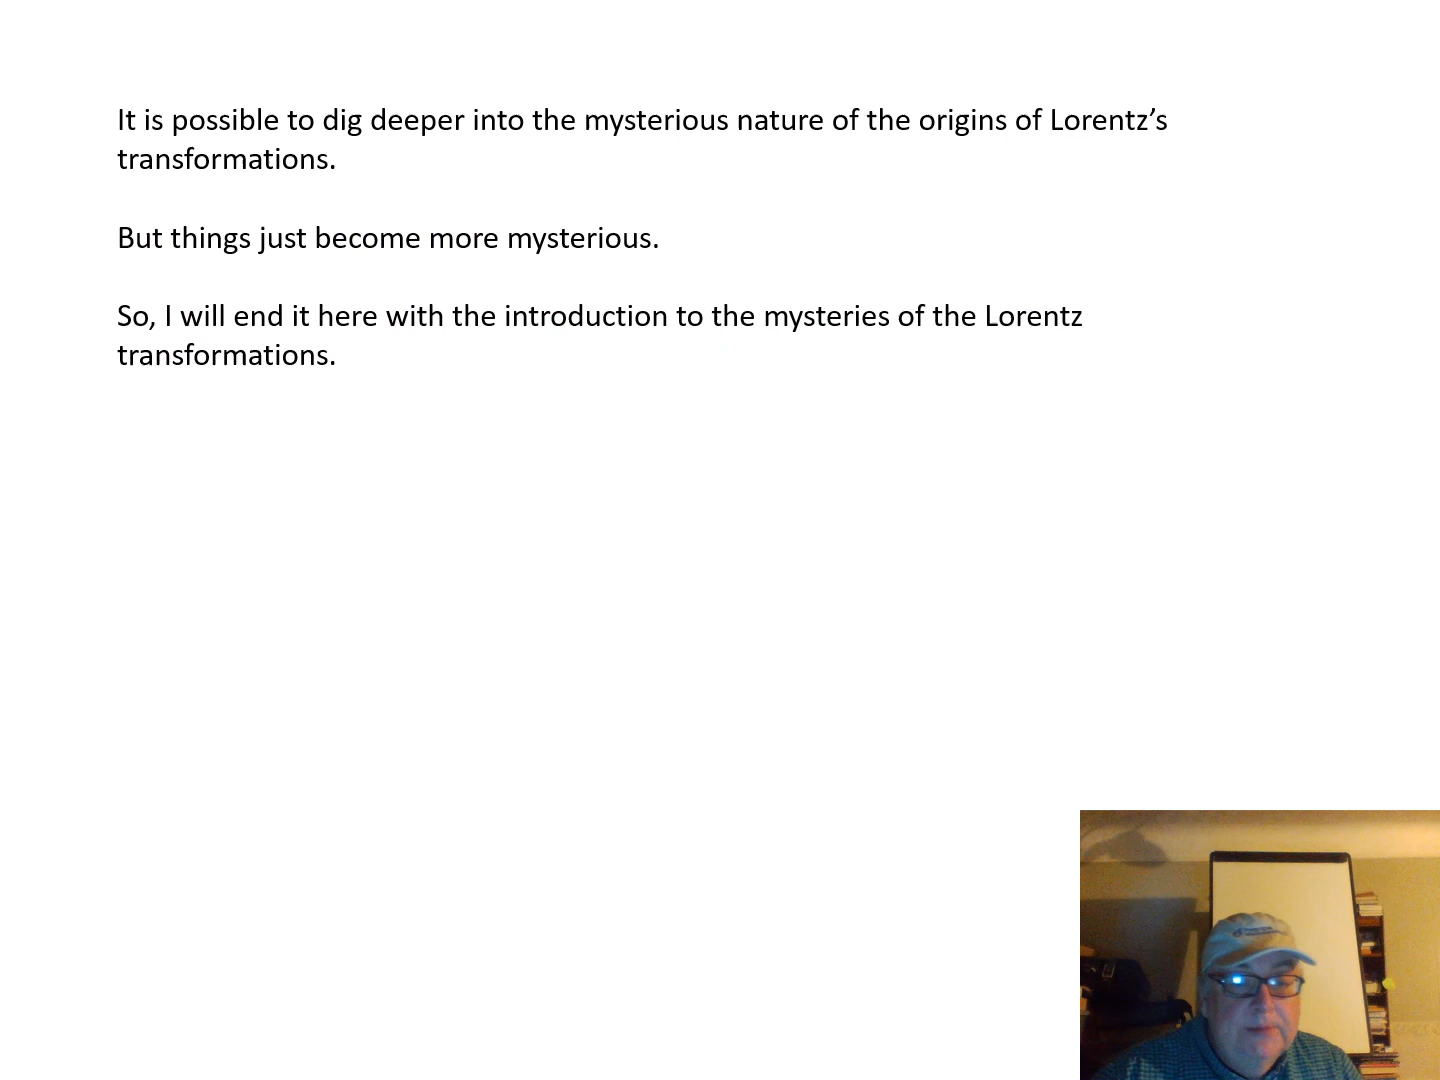 It is possible to dig deeper into the mysterious nature of the origins of Lorentz’s
transformations.
But things just become more mysterious.
So, I will end it here with the introduction to the mysteries of the Lorentz
transformations.